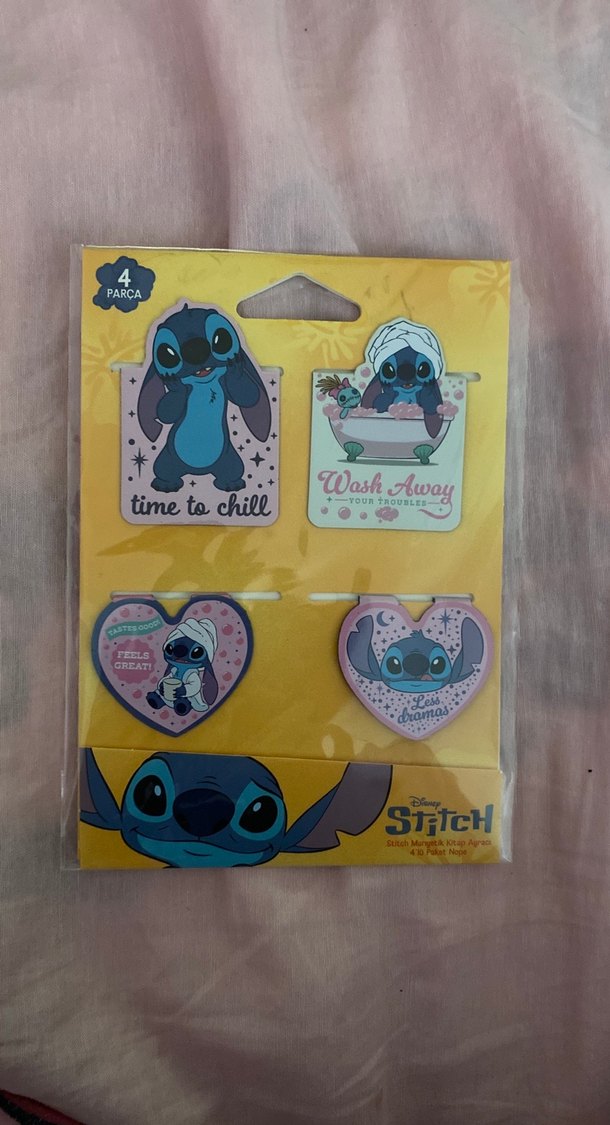 4
PARÇA
time to chill
Wash Away
YOUR TROUBLES
TASTES GOOD!
FEELS
GREAT!
Less
dramas
Disney
Stitch
Stitch Manyetik Kitap Ayracı
4'lü Paket Nopa